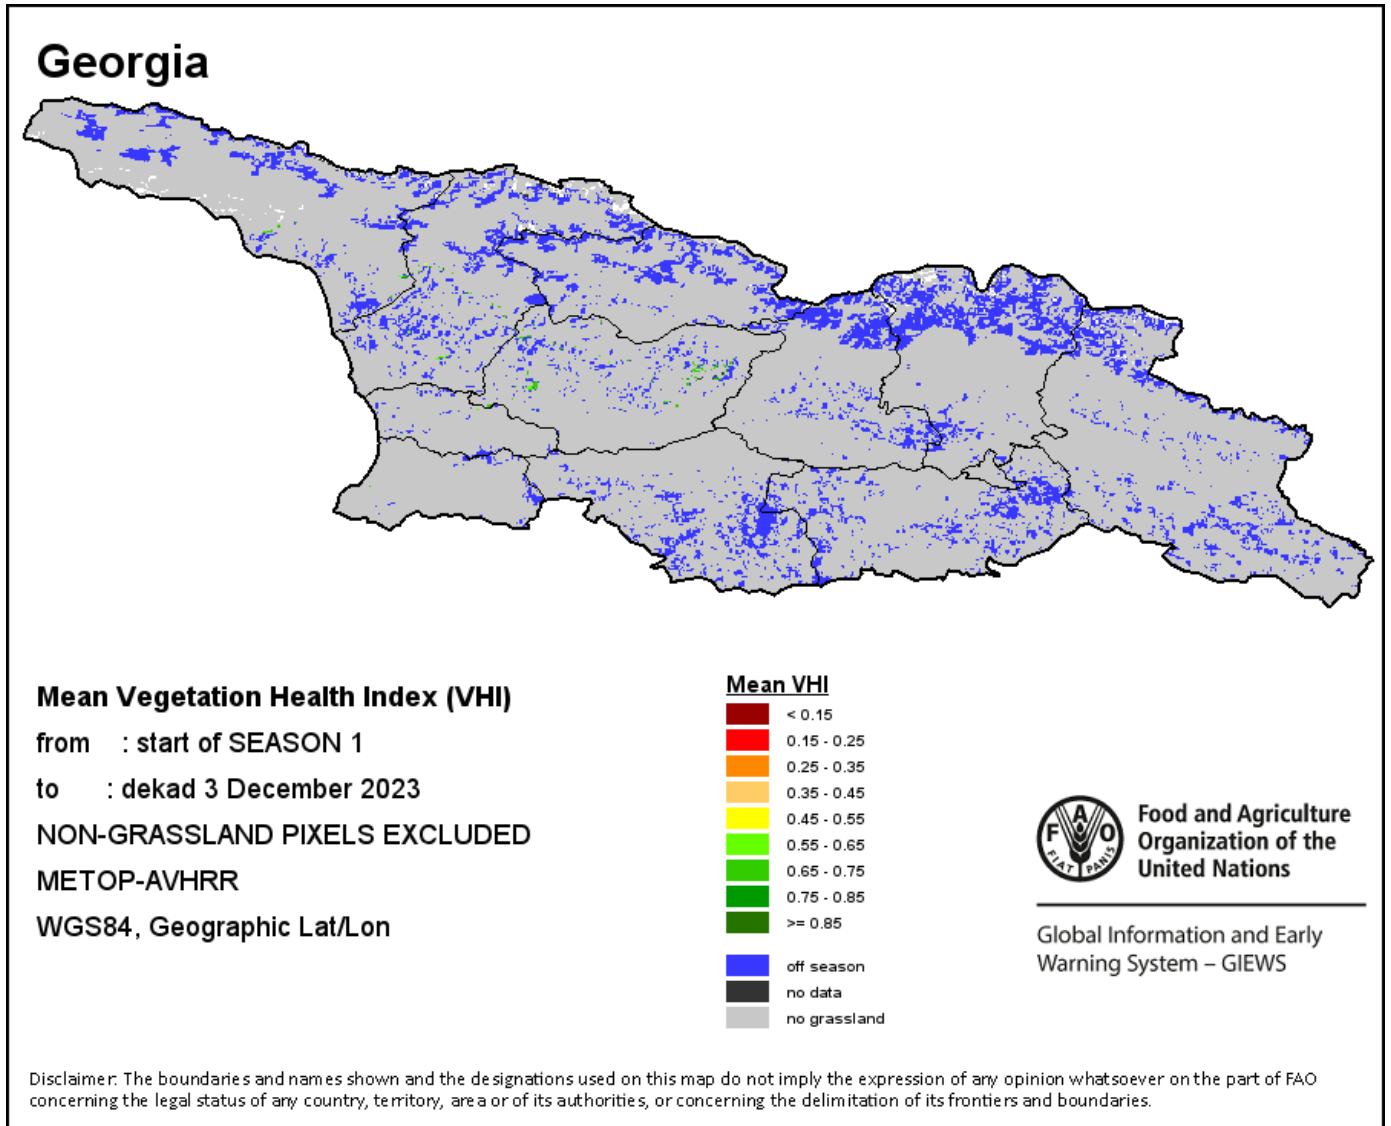 Georgia
Mean Vegetation Health Index (VHI)
from : start of SEASON 1
to : dekad 3 December 2023
NON-GRASSLAND PIXELS EXCLUDED
METOP-AVHRR
WGS84, Geographic Lat/Lon
Mean VHI
< 0.15
0.15 - 0.25
0.25 - 0.35
0.35 - 0.45
0.45 - 0.55
0.55 - 0.65
0.65 - 0.75
0.75 - 0.85
>= 0.85
off season
no data
no grassland
F A O
FIAT PANIS
Food and Agriculture
Organization of the
United Nations
Global Information and Early
Warning System – GIEWS
Disclaimer: The boundaries and names shown and the designations used on this map do not imply the expression of any opinion whatsoever on the part of FAO
concerning the legal status of any country, territory, area or of its authorities, or concerning the delimitation of its frontiers and boundaries.